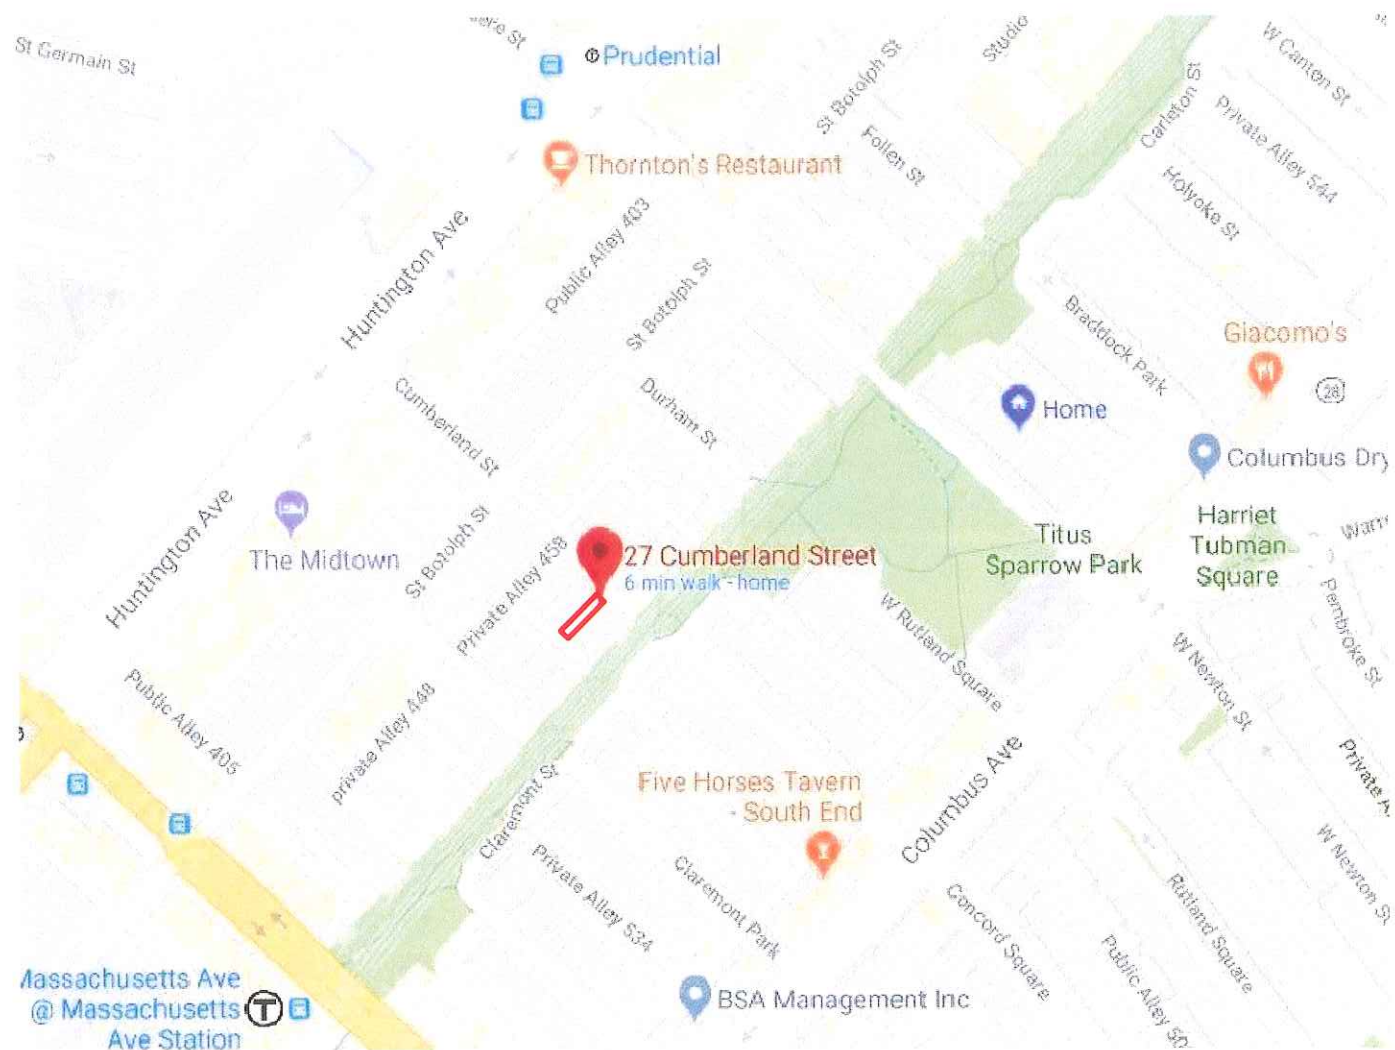 St Germain St
Prudential
Studio
W Canton St
St Botolph St
Carleton St
Private Alley 544
Thornton's Restaurant
Follen St
Holyoke St
Huntington Ave
Public Alley 403
St Botolph St
Braddock Park
Giacomo's
28
Home
Cumberland St
Durham St
Columbus Dry
Huntington Ave
The Midtown
St Botolph St
Private Alley 458
27 Cumberland Street
6 min walk - home
Titus
Sparrow Park
Harriet
Tubman
Square
Warr
Pembroke St
W Rutland Square
W Newton St
Public Alley 405
private Alley 448
Claremont St
Five Horses Tavern
- South End
Columbus Ave
Private A
W Newton St
Private Alley 534
Claremont Park
Concord Square
Rutland Square
Public Alley 50
Massachusetts Ave
@ Massachusetts
Ave Station
T
BSA Management Inc